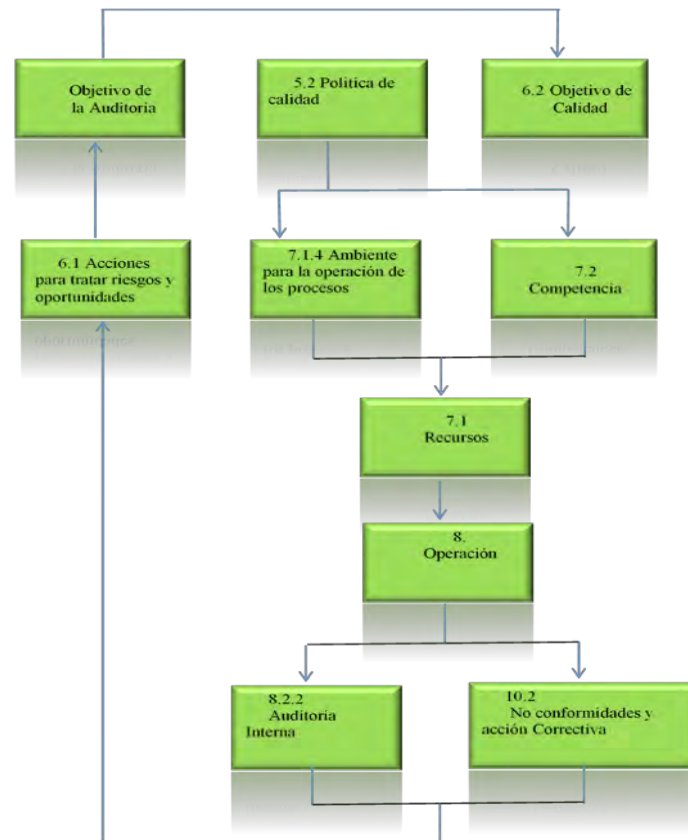 Objetivo de
la Auditoria
5.2 Politica de
calidad
6.2 Objetivo de
Calidad
6.1 Acciones
para tratar riesgos y
oportunidades
7.1.4 Ambiente
para la operación de
los procesos
7.2
Competencia
7.1
Recursos
8.
Operación
8.2.2
Auditoria
Interna
10.2
No conformidades y
acción Correctiva